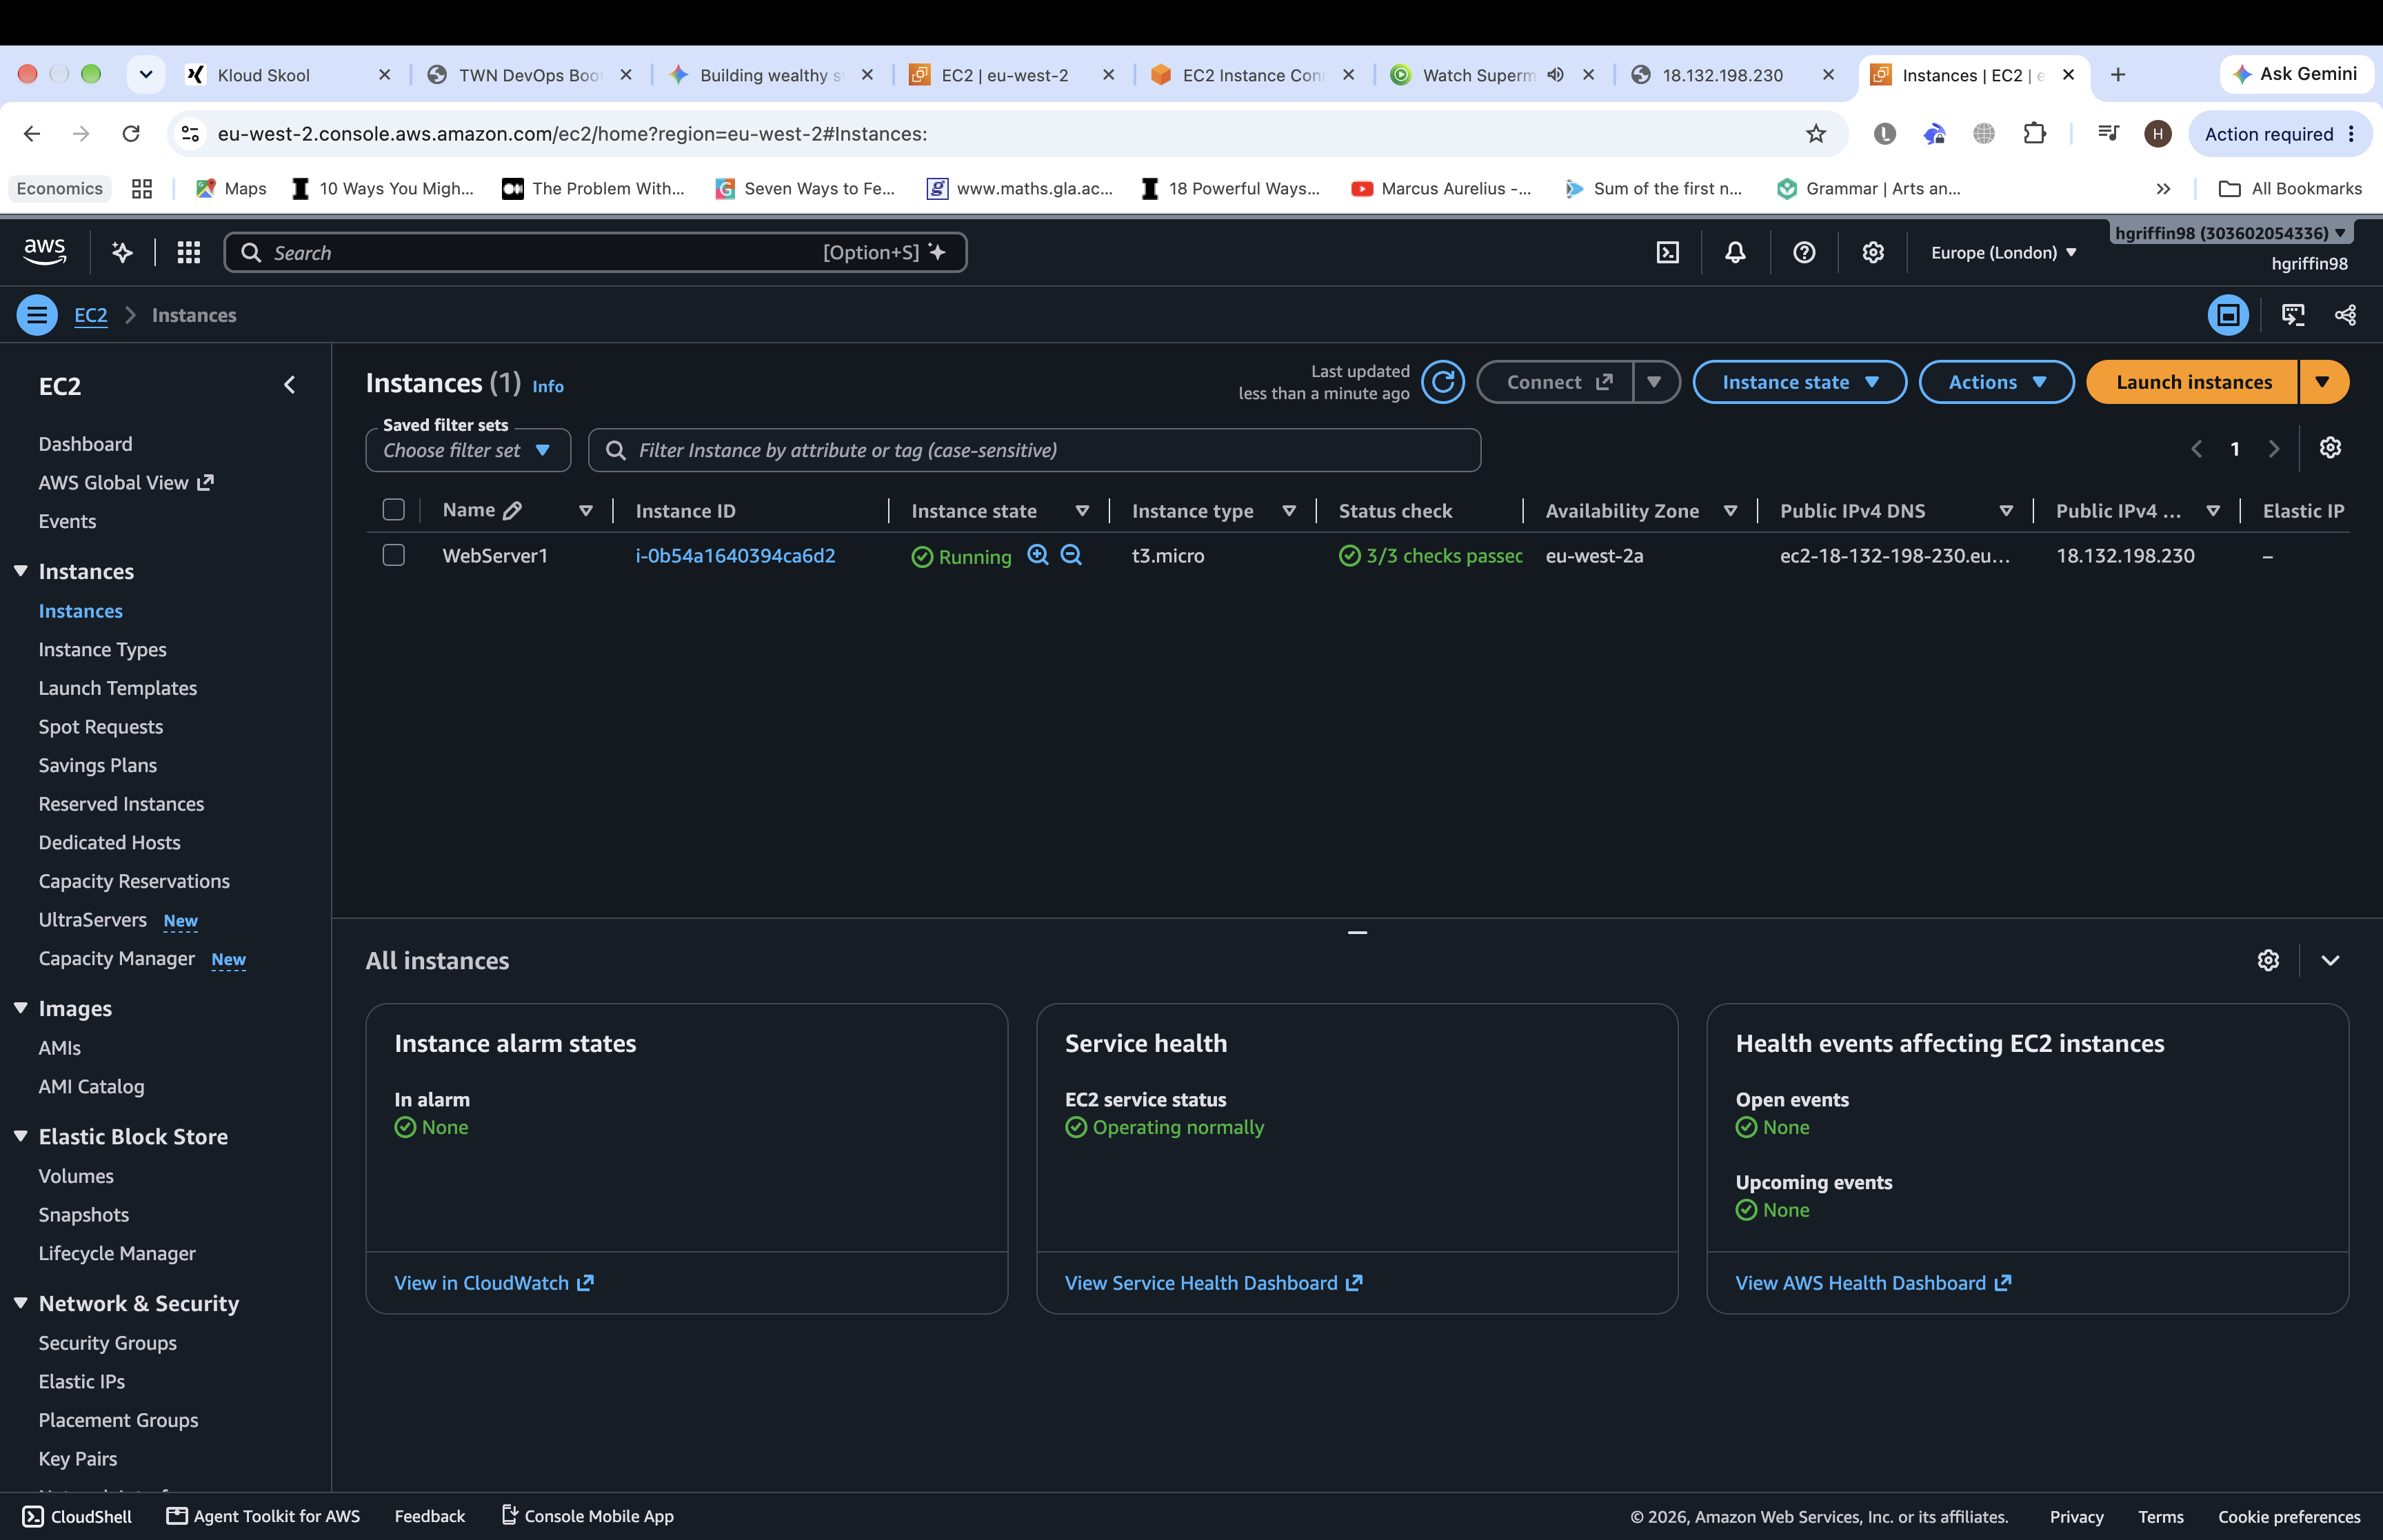 Kloud Skool
TWN DevOps Boo
Building wealthy s
EC2 | eu-west-2
EC2 Instance Con
Watch Superm
18.132.198.230
Instances | EC2 | e
Ask Gemini
eu-west-2.console.aws.amazon.com/ec2/home?region=eu-west-2#Instances:
H
Action required
Economics
Maps
10 Ways You Migh...
The Problem With...
Seven Ways to Fe...
www.maths.gla.ac...
18 Powerful Ways...
Marcus Aurelius -...
Sum of the first n...
Grammar | Arts an...
All Bookmarks
aws
Search
[Option+S]
Europe (London)
hgriffin98 (303602054336)
hgriffin98
EC2
Instances
EC2
Dashboard
AWS Global View
Events
Instances
Instances
Instance Types
Launch Templates
Spot Requests
Savings Plans
Reserved Instances
Dedicated Hosts
Capacity Reservations
UltraServers New
Capacity Manager New
Images
AMIs
AMI Catalog
Elastic Block Store
Volumes
Snapshots
Lifecycle Manager
Network & Security
Security Groups
Elastic IPs
Placement Groups
Key Pairs
Instances (1) Info
Last updated
less than a minute ago
Connect
Instance state
Actions
Launch instances
Saved filter sets
Choose filter set
Filter Instance by attribute or tag (case-sensitive)
1
Name
Instance ID
Instance state
Instance type
Status check
Availability Zone
Public IPv4 DNS
Public IPv4 ...
Elastic IP
WebServer1
i-0b54a1640394ca6d2
Running
t3.micro
3/3 checks passec
eu-west-2a
ec2-18-132-198-230.eu...
18.132.198.230
–
All instances
Instance alarm states
In alarm
None
View in CloudWatch
Service health
EC2 service status
Operating normally
View Service Health Dashboard
Health events affecting EC2 instances
Open events
None
Upcoming events
None
View AWS Health Dashboard
CloudShell
Agent Toolkit for AWS
Feedback
Console Mobile App
© 2026, Amazon Web Services, Inc. or its affiliates.
Privacy
Terms
Cookie preferences